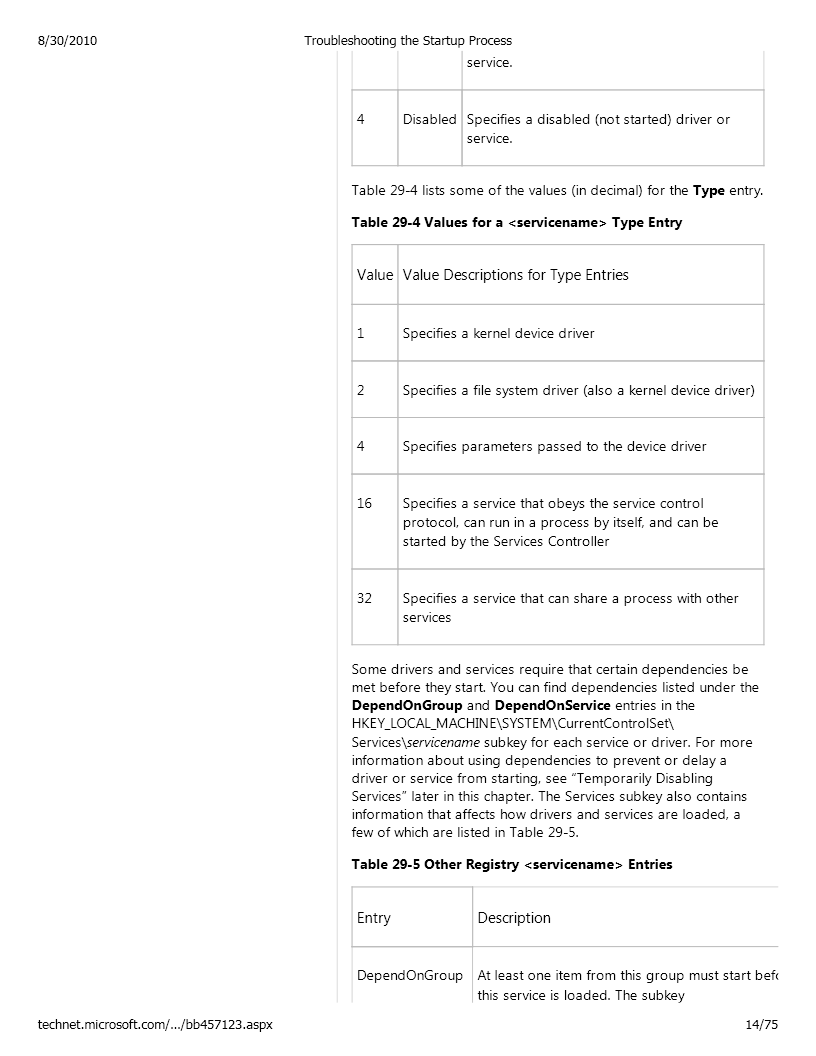 8/30/2010 Troubleshooting the Startup Process
service.
4 Disabled Specifies a disabled (not started) driver or
service.
Table 29-4 lists some of the values (in decimal) for the Type entry.
Table 29-4 Values for a <servicename> Type Entry
Value Value Descriptions for Type Entries
1 Specifies a kernel device driver
2 Specifies a file system driver (also a kernel device driver)
4 Specifies parameters passed to the device driver
16 Specifies a service that obeys the service control
protocol, can run in a process by itself, and can be
started by the Services Controller
32 Specifies a service that can share a process with other
services
Some drivers and services require that certain dependencies be
met before they start. You can find dependencies listed under the
DependOnGroup and DependOnService entries in the
HKEY_LOCAL_MACHINE\SYSTEM\CurrentControlSet\
Services\servicename subkey for each service or driver. For more
information about using dependencies to prevent or delay a
driver or service from starting, see “Temporarily Disabling
Services” later in this chapter. The Services subkey also contains
information that affects how drivers and services are loaded, a
few of which are listed in Table 29-5.
Table 29-5 Other Registry <servicename> Entries
Entry Description
DependOnGroup At least one item from this group must start
this service is loaded. The subkey
technet.microsoft.com/.../bb457123.aspx 14/75